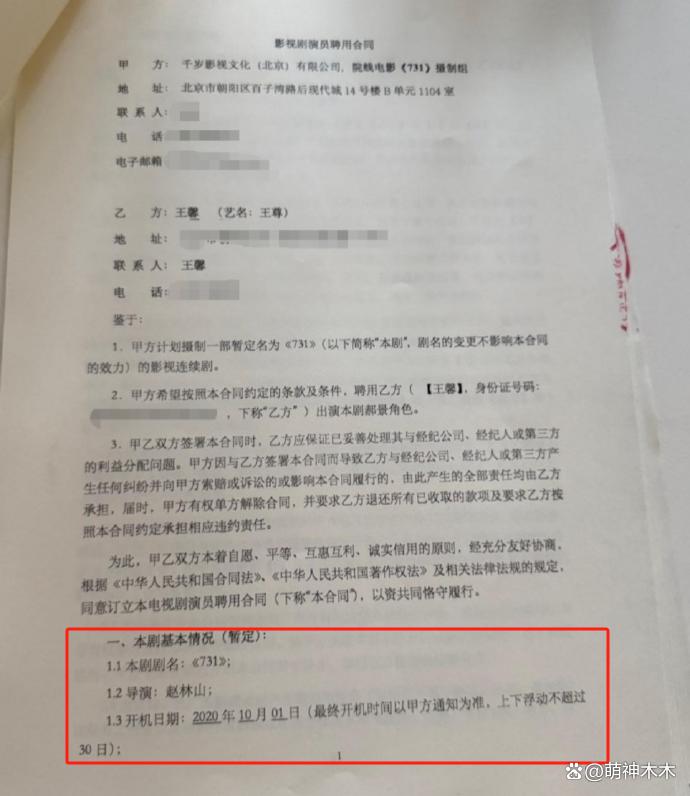 影视剧演员聘用合同
甲 方： 千岁影视文化（北京）有限公司，院线电影《731》摄制组
地 址： 北京市朝阳区百子湾路后现代城14号楼B单元1104室
联 系 人：
电 话：
电子邮箱：
乙 方：王馨 （艺名：王尊）
地 址：
联 系 人： 王馨
电 话：
鉴于：
1．甲方计划摄制一部暂定名为《731》（以下简称“本剧”，剧名的变更不影响本合同
的效力）的影视连续剧。
2．甲方希望按照本合同约定的条款及条件，聘用乙方（ 【王馨】，身份证号码：
，下称“乙方”）出演本剧郝景角色。
3．甲乙双方签署本合同时，乙方应保证已妥善处理其与经纪公司、经纪人或第三方
的利益分配问题。甲方因与乙方签署本合同而导致乙方与经纪公司、经纪人或第三方产
生任何纠纷并向甲方索赔或诉讼的或影响本合同履行的，由此产生的全部责任均由乙方
承担，届时，甲方有权单方解除合同，并要求乙方退还所有已收取的款项及要求乙方按
照本合同约定承担相应违约责任。
为此，甲乙双方本着自愿、平等、互惠互利、诚实信用的原则，经充分友好协商，
根据《中华人民共和国合同法》、《中华人民共和国著作权法》及相关法律法规的规定，
同意订立本电视剧演员聘用合同（下称“本合同”），以资共同恪守履行。
一、本剧基本情况（暂定）：
1.1 本剧剧名：《731》；
1.2 导演：赵林山；
1.3 开机日期：2020 年 10 月 01 日（最终开机时间以甲方通知为准，上下浮动不超过
30 日）；
1
@萌神木木